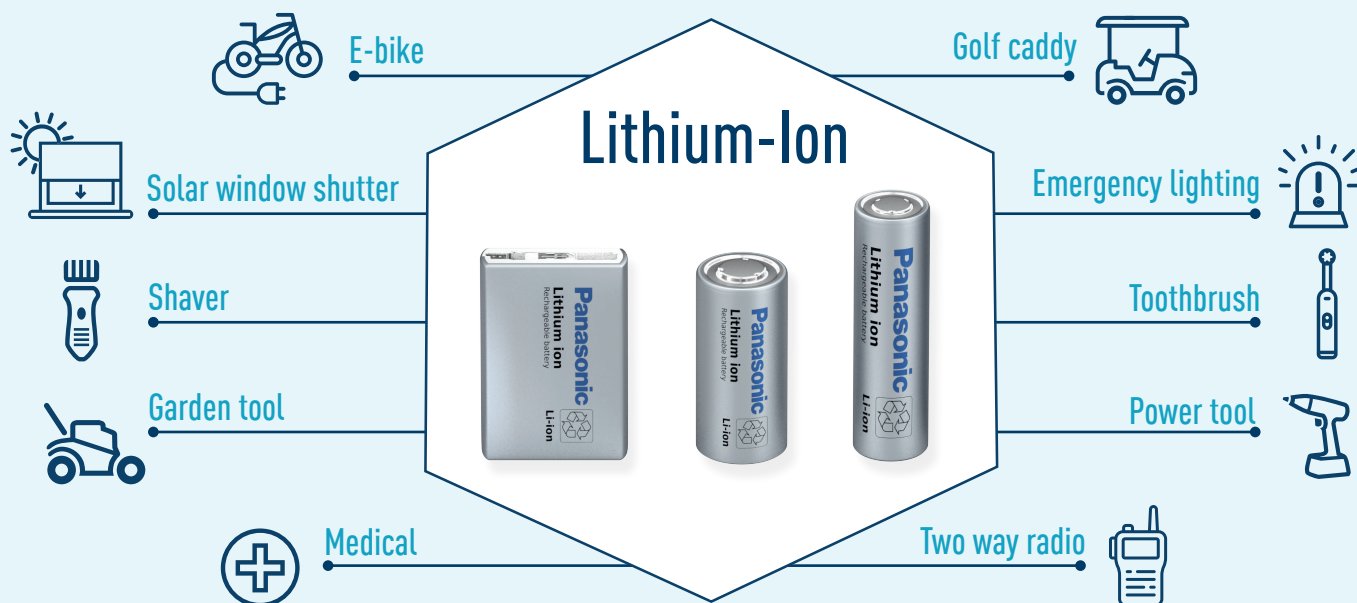 E-bike
Golf caddy
Lithium-Ion
Solar window shutter
Emergency lighting
Shaver
Toothbrush
Garden tool
Power tool
Medical
Two way radio
Panasonic
Lithium ion
Rechargeable battery
Li-ion
Panasonic
Lithium ion
Rechargeable battery
Li-ion
Panasonic
Lithium ion
Rechargeable battery
Li-ion